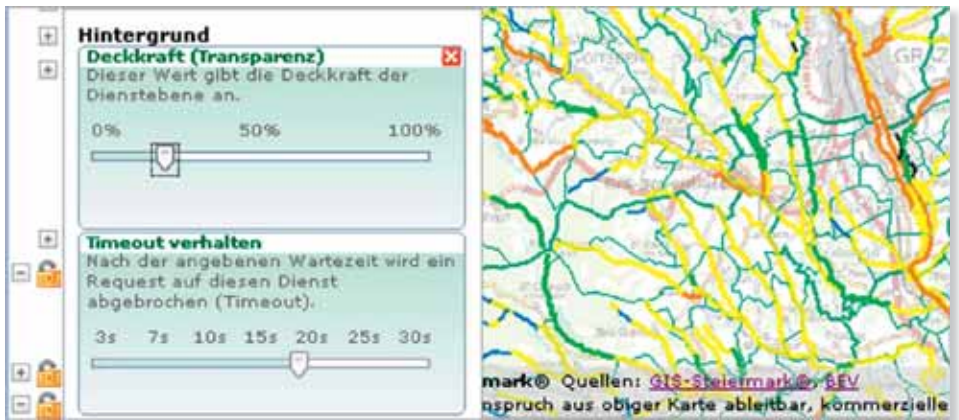 Hintergrund
Deckkraft (Transparenz)
Dieser Wert gibt die Deckkraft der
Dienstebene an.
0% 50% 100%
Timeout verhalten
Nach der angebenen Wartezeit wird ein
Request auf diesen Dienst
abgebrochen (Timeout).
3s 7s 10s 15s 20s 25s 30s
GRAZ
mark® Quellen: GIS-Steiermark®, BEV
nspruch aus obiger Karte ableitbar, kommerzielle